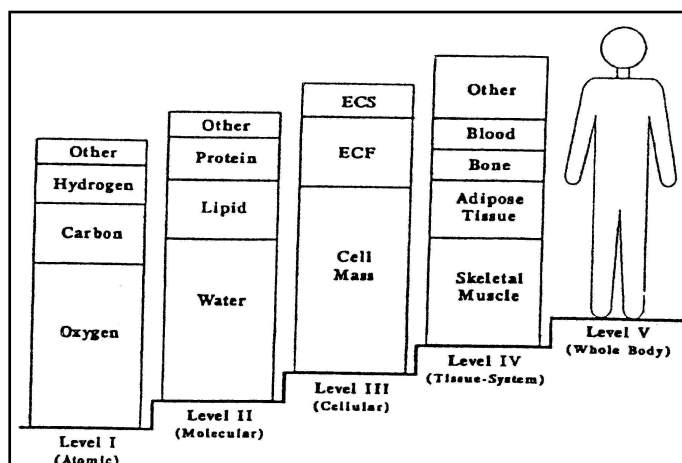 Other
Hydrogen
Carbon
Oxygen
Level I
(Atomic)
Other
Protein
Lipid
Water
Level II
(Molecular)
ECS
ECF
Cell
Mass
Level III
(Cellular)
Other
Blood
Bone
Adipose
Tissue
Skeletal
Muscle
Level IV
(Tissue-System)
Level V
(Whole Body)